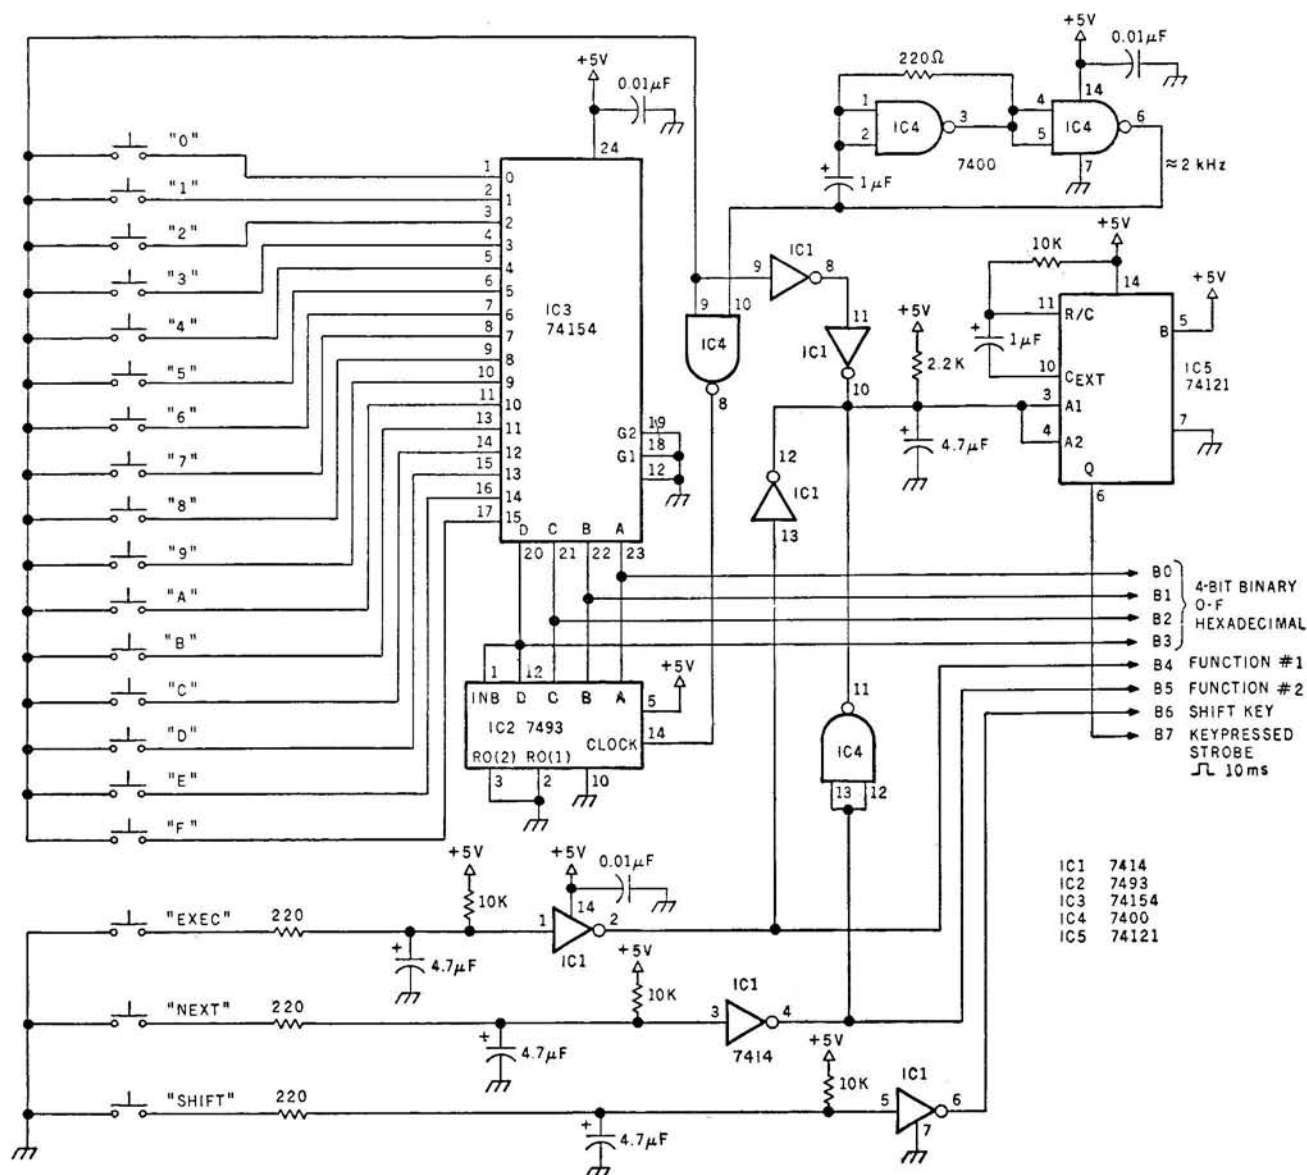 +5V
0.01µF
220Ω
+5V
0.01µF
14
1
2
IC4
3
7400
4
5
IC4
6
7
≈2 kHz
1µF
+
24
"0"
"1"
"2"
"3"
"4"
"5"
"6"
"7"
"8"
"9"
"A"
"B"
"C"
"D"
"E"
"F"
1 0
2 1
3 2
4 3
5 4
6 5
7 6
8 7
9 8
10 9
11 10
13 11
14 12
15 13
16 14
17 15
IC3
74154
G2 19
G1 18
12
D C B A
20 21 22 23
9 10
IC4
8
IC1
9 8
11
IC1
10
12
IC1
13
+5V
2.2K
+
4.7µF
+5V
10K
14
11 R/C
+
1µF
10 CEXT
3 A1
4 A2
Q
6
B 5
+5V
IC5
74121
7
1 12
INB D C B A
IC2 7493
RO(2) RO(1)
CLOCK
5
+5V
14
3 2 10
B0
B1
B2
B3
4-BIT BINARY
0-F
HEXADECIMAL
B4 FUNCTION #1
B5 FUNCTION #2
B6 SHIFT KEY
B7 KEYPRESSED
STROBE
10ms
11
IC4
13 12
IC1 7414
IC2 7493
IC3 74154
IC4 7400
IC5 74121
"EXEC"
220
+
4.7µF
+5V
10K
+5V
0.01µF
14
1 2
IC1
"NEXT"
220
+
4.7µF
+5V
10K
IC1
3 4
7414
"SHIFT"
220
+
4.7µF
+5V
10K
IC1
5 6
7